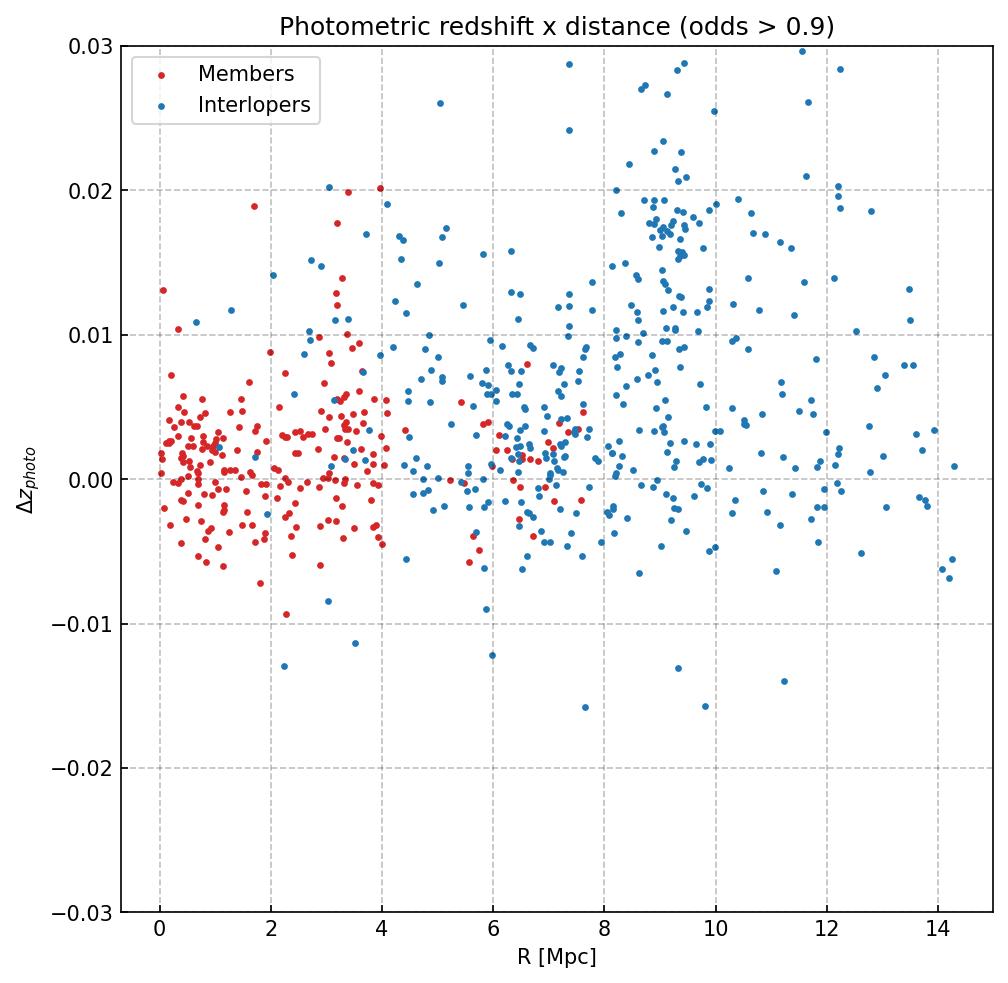 Photometric redshift x distance (odds > 0.9)
Members
Interlopers
0.03
0.02
0.01
0.00
−0.01
−0.02
−0.03
Δz_photo
0 2 4 6 8 10 12 14
R [Mpc]